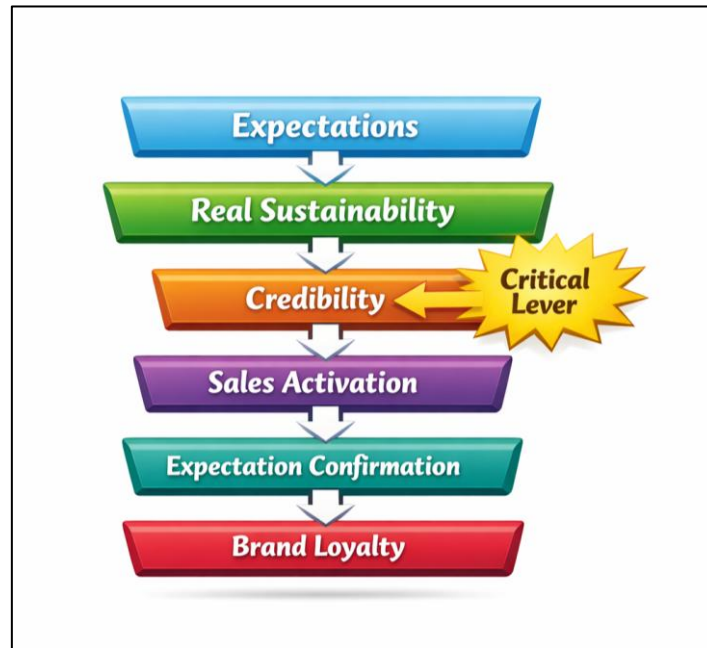 Expectations
Real Sustainability
Credibility
Critical
Lever
Sales Activation
Expectation Confirmation
Brand Loyalty